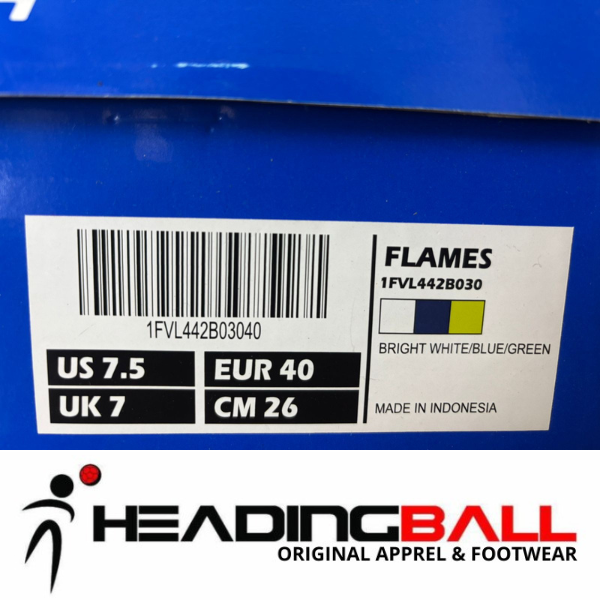 1FVL442B03040
US 7.5
EUR 40
UK 7
CM 26
FLAMES
1FVL442B030
BRIGHT WHITE/BLUE/GREEN
MADE IN INDONESIA
HEADINGBALL
ORIGINAL APPREL & FOOTWEAR